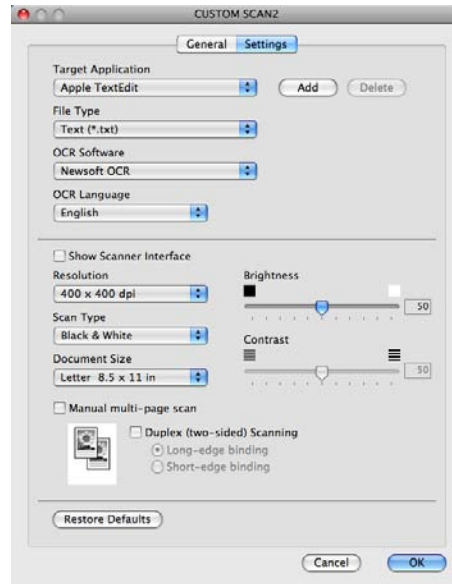 CUSTOM SCAN2
General Settings
Target Application
Apple TextEdit Add Delete
File Type
Text (*.txt)
OCR Software
Newsoft OCR
OCR Language
English
Show Scanner Interface
Resolution Brightness
400 x 400 dpi 50
Scan Type
Black & White Contrast
Document Size
Letter 8.5 x 11 in 50
Manual multi-page scan
Duplex (two-sided) Scanning
Long-edge binding
Short-edge binding
Restore Defaults
Cancel OK